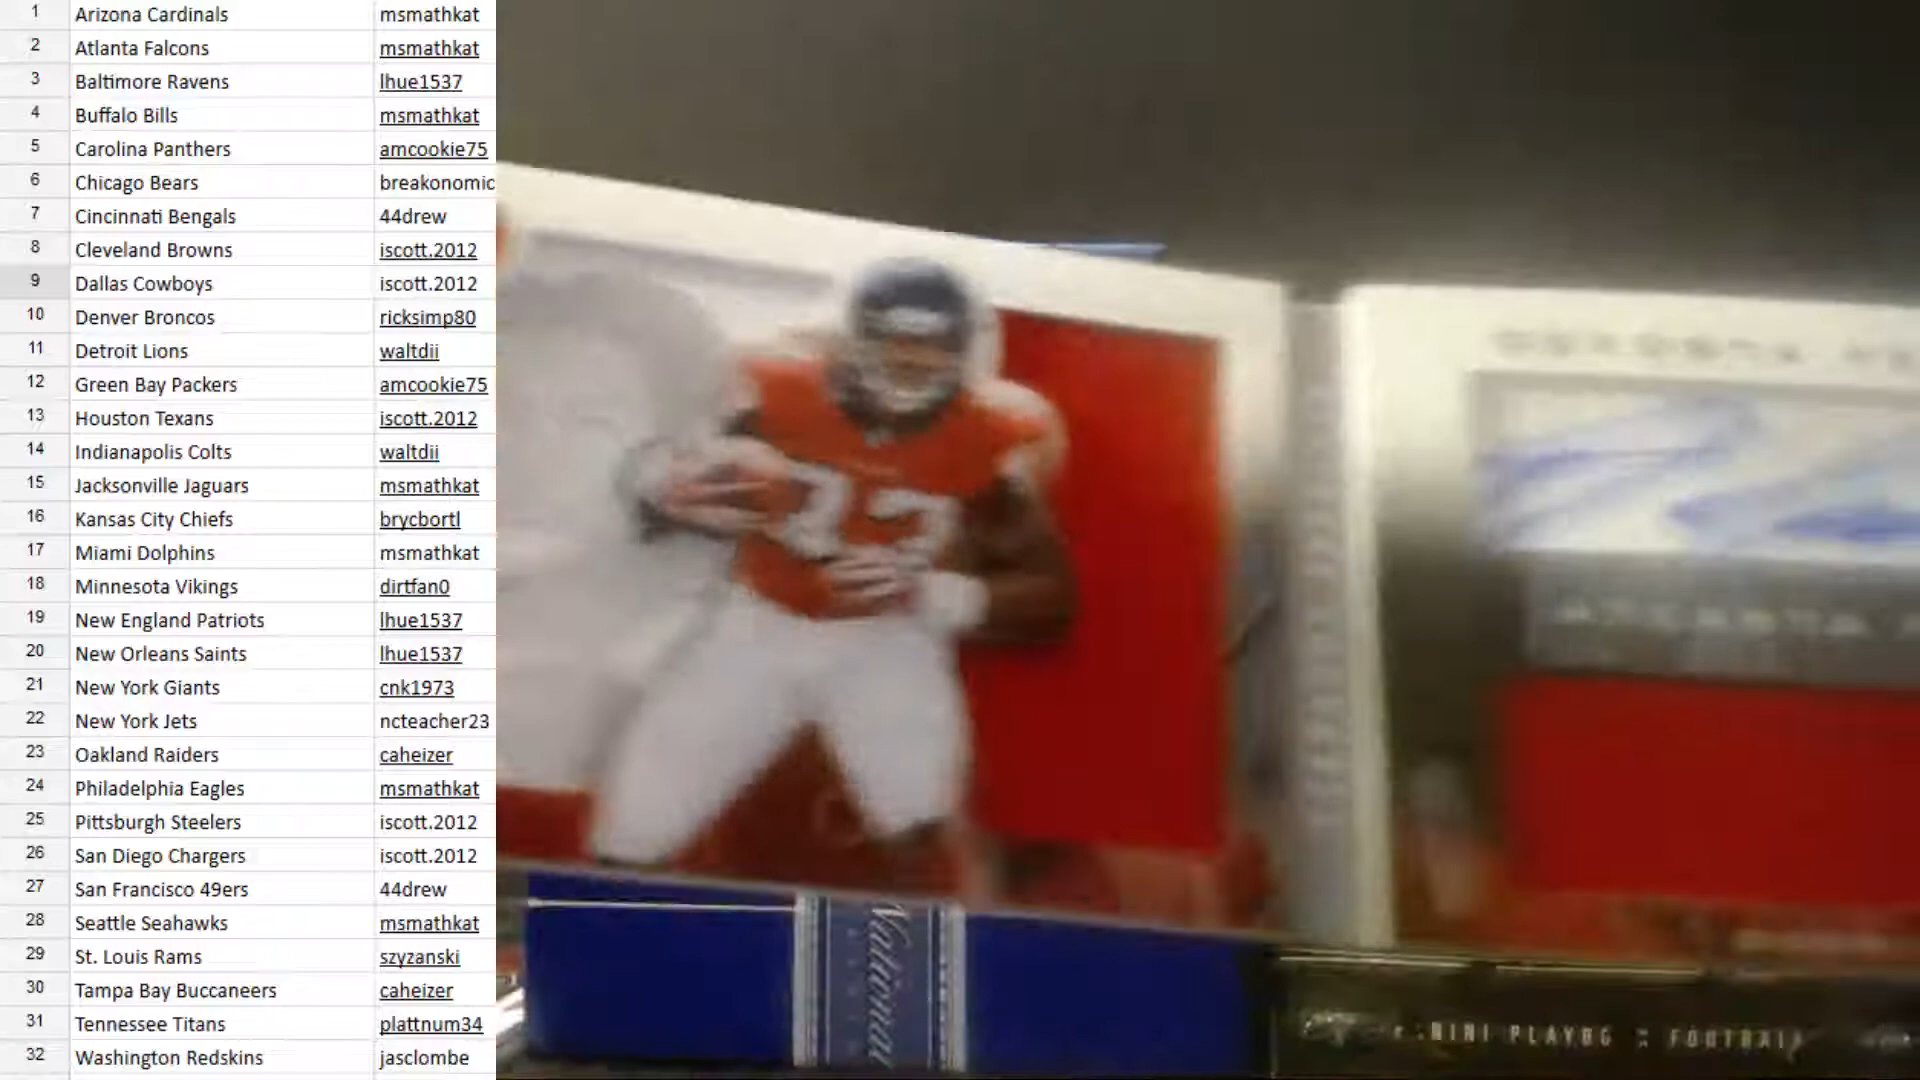 1 Arizona Cardinals msmathkat
2 Atlanta Falcons msmathkat
3 Baltimore Ravens lhue1537
4 Buffalo Bills msmathkat
5 Carolina Panthers amcookie75
6 Chicago Bears breakonomic
7 Cincinnati Bengals 44drew
8 Cleveland Browns iscott.2012
9 Dallas Cowboys iscott.2012
10 Denver Broncos ricksimp80
11 Detroit Lions waltdii
12 Green Bay Packers amcookie75
13 Houston Texans iscott.2012
14 Indianapolis Colts waltdii
15 Jacksonville Jaguars msmathkat
16 Kansas City Chiefs brycbortl
17 Miami Dolphins msmathkat
18 Minnesota Vikings dirtfan0
19 New England Patriots lhue1537
20 New Orleans Saints lhue1537
21 New York Giants cnk1973
22 New York Jets ncteacher23
23 Oakland Raiders caheizer
24 Philadelphia Eagles msmathkat
25 Pittsburgh Steelers iscott.2012
26 San Diego Chargers iscott.2012
27 San Francisco 49ers 44drew
28 Seattle Seahawks msmathkat
29 St. Louis Rams szyzanski
30 Tampa Bay Buccaneers caheizer
31 Tennessee Titans plattnum34
32 Washington Redskins jasclombe
National
FOOTBALL